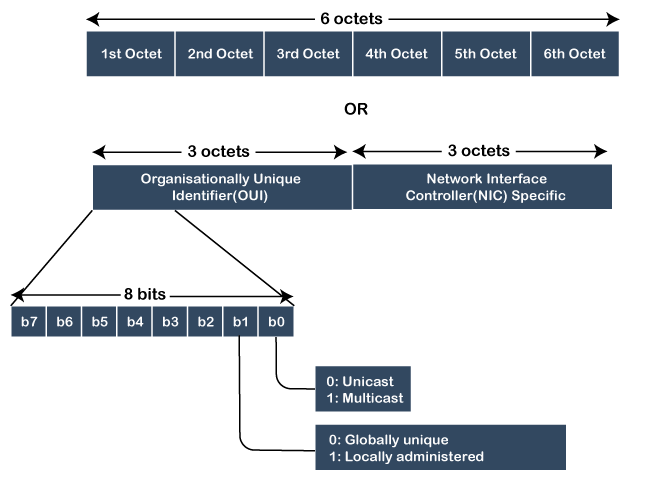 6 octets
1st Octet 2nd Octet 3rd Octet 4th Octet 5th Octet 6th Octet
OR
3 octets 3 octets
Organisationally Unique
Identifier(OUI)
Network Interface
Controller(NIC) Specific
8 bits
b7 b6 b5 b4 b3 b2 b1 b0
0: Unicast
1: Multicast
0: Globally unique
1: Locally administered